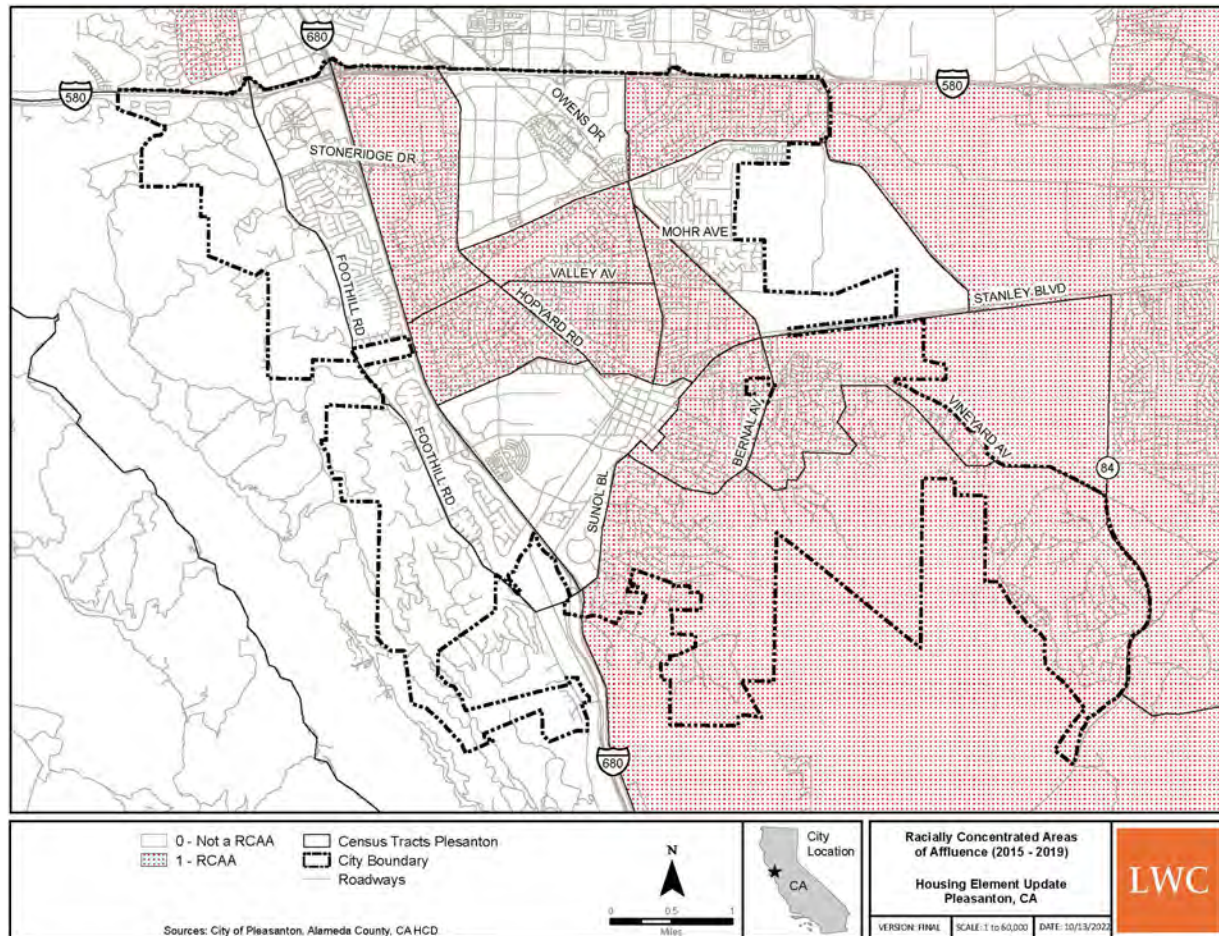 680
580
580
OWENS DR
STONERIDGE DR
MOHR AVE
VALLEY AV
STANLEY BLVD
FOOTHILL RD
HOPYARD RD
BERNAL AV
VINEYARD AV
FOOTHILL RD
84
SUNOL BL
680
0 - Not a RCAA
1 - RCAA
Census Tracts Plesanton
City Boundary
Roadways
Sources: City of Pleasanton, Alameda County, CA HCD
N
0 0.5 1
Miles
City
Location
CA
Racially Concentrated Areas
of Affluence (2015 - 2019)
Housing Element Update
Pleasanton, CA
VERSION: FINAL
SCALE: 1 to 60,000
DATE: 10/13/2022
LWC